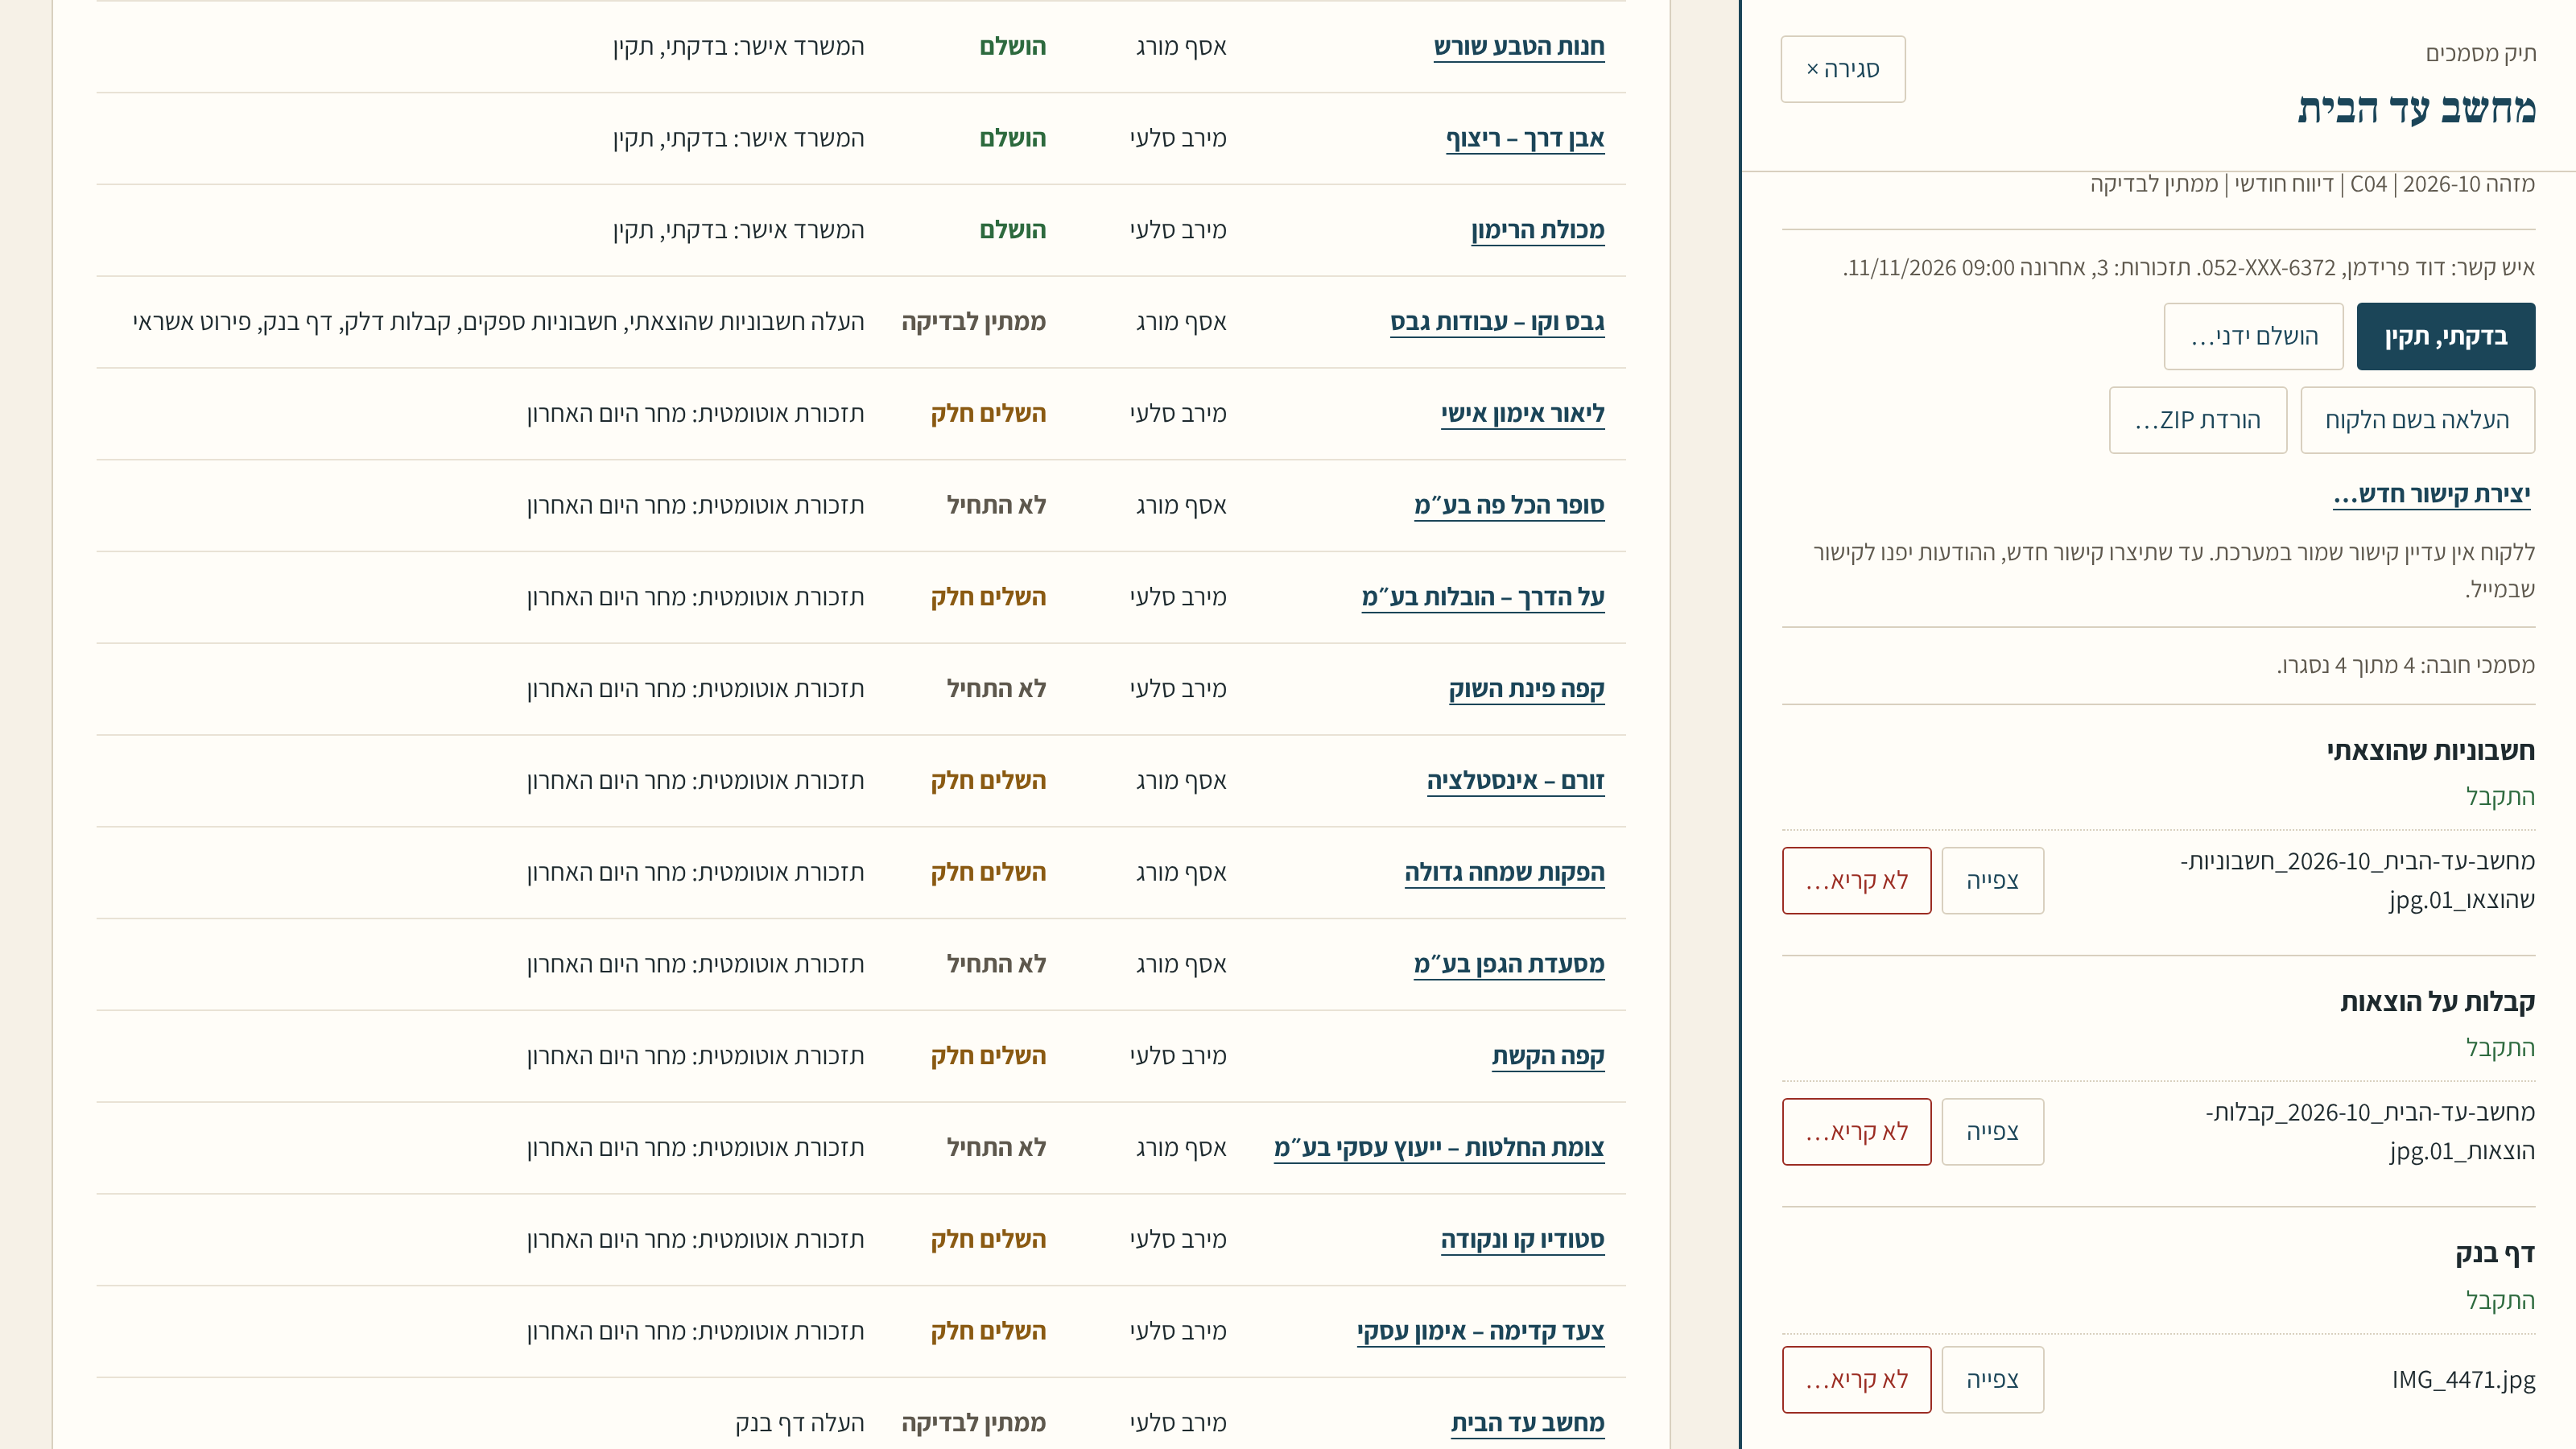 תיק מסמכים
מחשב עד הבית
סגירה ×
מזהה C04 | 2026-10 | דיווח חודשי | ממתין לבדיקה
איש קשר: דוד פרידמן, 052-XXX-6372. תזכורות: 3, אחרונה 11/11/2026 09:00.
בדקתי, תקין
הושלם ידני...
העלאה בשם הלקוח
הורדת ZIP...
יצירת קישור חדש...
ללקוח אין עדיין קישור שמור במערכת. עד שתיצרו קישור חדש, ההודעות יפנו לקישור
שבמייל.
מסמכי חובה: 4 מתוך 4 נסגרו.
חשבוניות שהוצאתי
התקבל
מחשב-עד-הבית_2026-10_חשבוניות-
שהוצאו_01.jpg
צפייה
לא קריא...
קבלות על הוצאות
התקבל
מחשב-עד-הבית_2026-10_קבלות-
הוצאות_01.jpg
צפייה
לא קריא...
דף בנק
התקבל
IMG_4471.jpg
צפייה
לא קריא...
חנות הטבע שורש אסף מורג הושלם המשרד אישר: בדקתי, תקין
אבן דרך – ריצוף מירב סלעי הושלם המשרד אישר: בדקתי, תקין
מכולת הרימון מירב סלעי הושלם המשרד אישר: בדקתי, תקין
גבס וקו – עבודות גבס אסף מורג ממתין לבדיקה העלה חשבוניות שהוצאתי, חשבוניות ספקים, קבלות דלק, דף בנק, פירוט אשראי
ליאור אימון אישי מירב סלעי השלים חלק תזכורת אוטומטית: מחר היום האחרון
סופר הכל פה בע״מ אסף מורג לא התחיל תזכורת אוטומטית: מחר היום האחרון
על הדרך – הובלות בע״מ מירב סלעי השלים חלק תזכורת אוטומטית: מחר היום האחרון
קפה פינת השוק מירב סלעי לא התחיל תזכורת אוטומטית: מחר היום האחרון
זורם – אינסטלציה אסף מורג השלים חלק תזכורת אוטומטית: מחר היום האחרון
הפקות שמחה גדולה אסף מורג השלים חלק תזכורת אוטומטית: מחר היום האחרון
מסעדת הגפן בע״מ אסף מורג לא התחיל תזכורת אוטומטית: מחר היום האחרון
קפה הקשת מירב סלעי השלים חלק תזכורת אוטומטית: מחר היום האחרון
צומת החלטות – ייעוץ עסקי בע״מ אסף מורג לא התחיל תזכורת אוטומטית: מחר היום האחרון
סטודיו קו ונקודה מירב סלעי השלים חלק תזכורת אוטומטית: מחר היום האחרון
צעד קדימה – אימון עסקי מירב סלעי השלים חלק תזכורת אוטומטית: מחר היום האחרון
מחשב עד הבית מירב סלעי ממתין לבדיקה העלה דף בנק